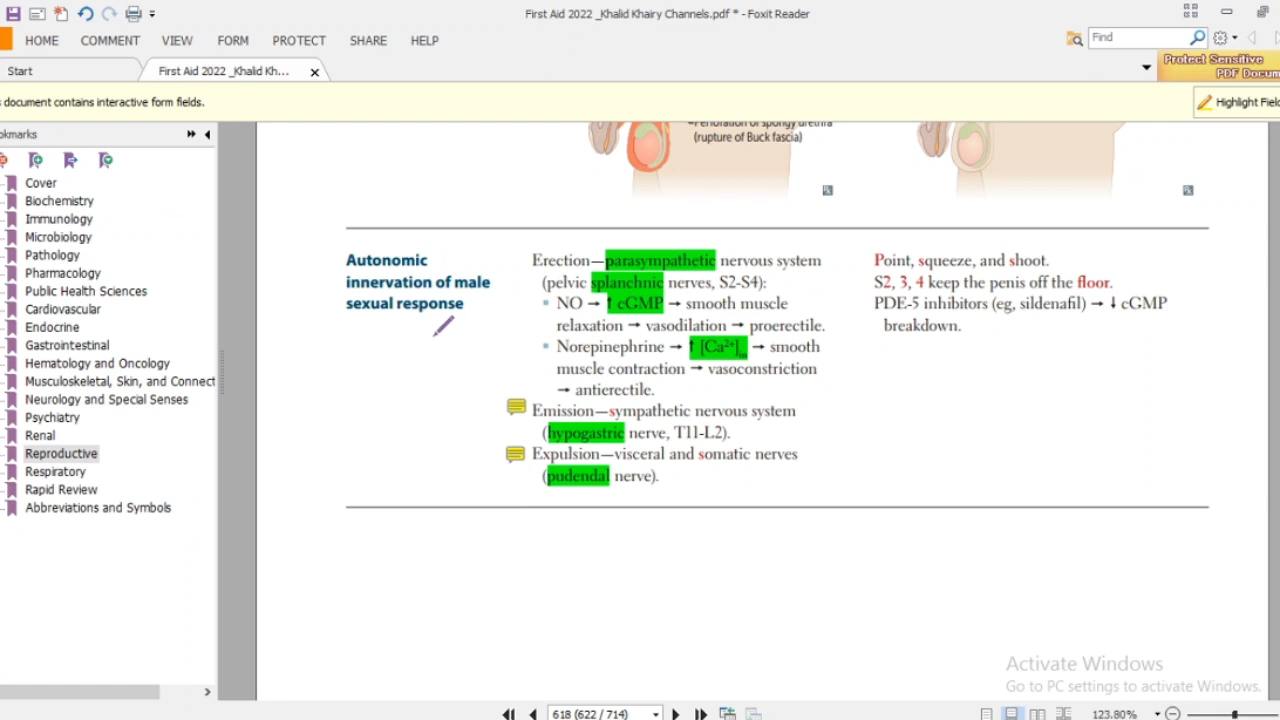 First Aid 2022 _Khalid Khairy Channels.pdf * - Foxit Reader
HOME COMMENT VIEW FORM PROTECT SHARE HELP
Find
Start
First Aid 2022 _Khalid Kh...
Protect Sensitive
PDF Docum
document contains interactive form fields.
Highlight Field
okmarks
Cover
Biochemistry
Immunology
Microbiology
Pathology
Pharmacology
Public Health Sciences
Cardiovascular
Endocrine
Gastrointestinal
Hematology and Oncology
Musculoskeletal, Skin, and Connect
Neurology and Special Senses
Psychiatry
Renal
Reproductive
Respiratory
Rapid Review
Abbreviations and Symbols
Perforation of spongy urethra
(rupture of Buck fascia)
Autonomic
innervation of male
sexual response
Erection—parasympathetic nervous system
(pelvic splanchnic nerves, S2-S4):
▪ NO → ↑ cGMP → smooth muscle
relaxation → vasodilation → proerectile.
▪ Norepinephrine → ↑ [Ca²⁺]in → smooth
muscle contraction → vasoconstriction
→ antierectile.
Emission—sympathetic nervous system
(hypogastric nerve, T11-L2).
Expulsion—visceral and somatic nerves
(pudendal nerve).
Point, squeeze, and shoot.
S2, 3, 4 keep the penis off the floor.
PDE-5 inhibitors (eg, sildenafil) → ↓ cGMP
breakdown.
Activate Windows
Go to PC settings to activate Windows.
618 (622 / 714)
123.80%